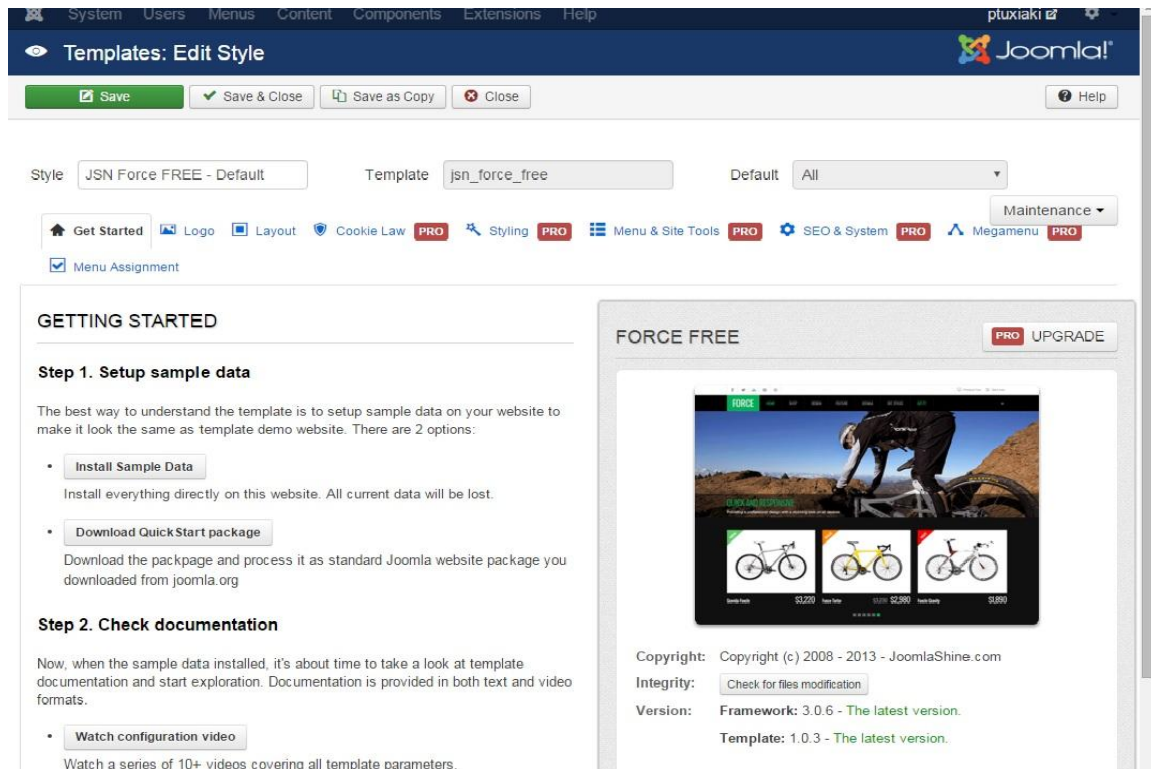 System Users Menus Content Components Extensions Help
ptuxiaki
Templates: Edit Style
Joomla!
Save
Save & Close
Save as Copy
Close
Help
Style JSN Force FREE - Default
Template jsn_force_free
Default All
Maintenance
Get Started
Logo
Layout
Cookie Law PRO
Styling PRO
Menu & Site Tools PRO
SEO & System PRO
Megamenu PRO
Menu Assignment
GETTING STARTED
Step 1. Setup sample data
The best way to understand the template is to setup sample data on your website to
make it look the same as template demo website. There are 2 options:
• Install Sample Data
Install everything directly on this website. All current data will be lost.
• Download QuickStart package
Download the packpage and process it as standard Joomla website package you
downloaded from joomla.org
Step 2. Check documentation
Now, when the sample data installed, it's about time to take a look at template
documentation and start exploration. Documentation is provided in both text and video
formats.
• Watch configuration video
Watch a series of 10+ videos covering all template parameters.
FORCE FREE
PRO UPGRADE
FORCE
QUICK AND RESPONSIVE
$3,220
$2,980
$1,890
Copyright: Copyright (c) 2008 - 2013 - JoomlaShine.com
Integrity: Check for files modification
Version: Framework: 3.0.6 - The latest version.
Template: 1.0.3 - The latest version.